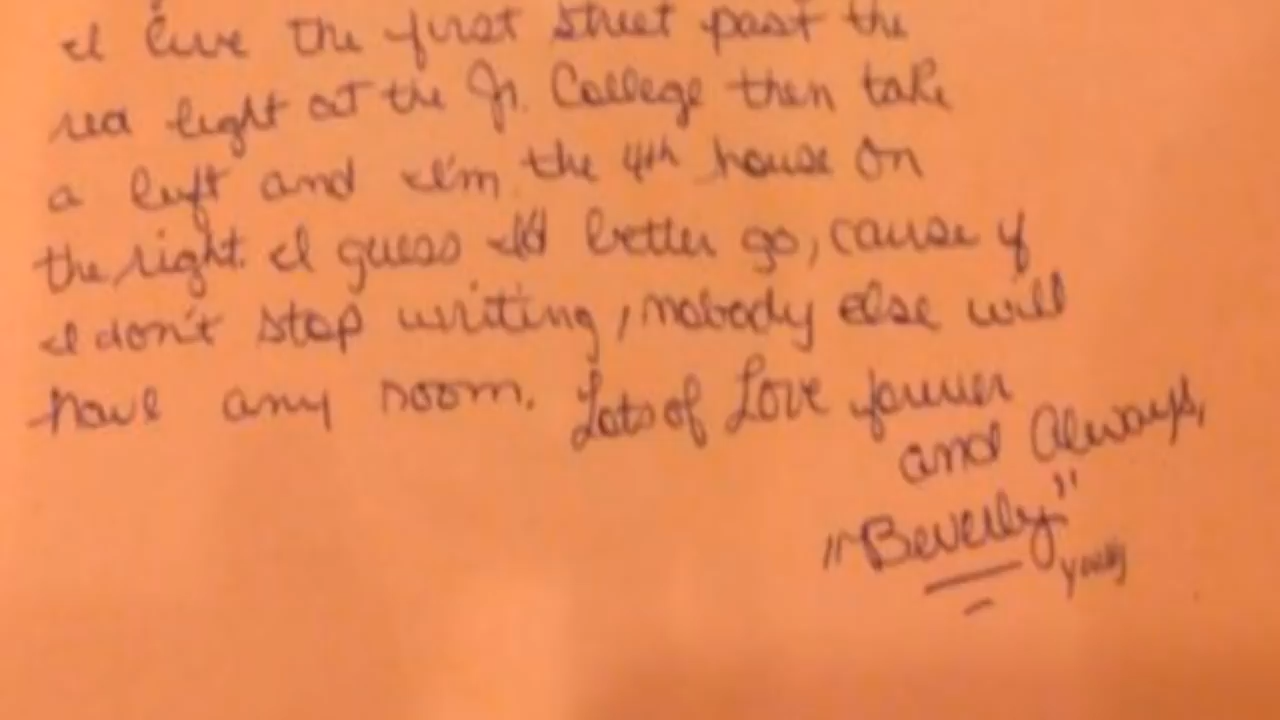 I live the first street past the
red light at the Jr. College then take
a left and I'm the 4th house on
the right. I guess I'd better go, cause if
I don't stop writing, nobody else will
have any room. Lots of Love forever
and Always,
"Beverly"